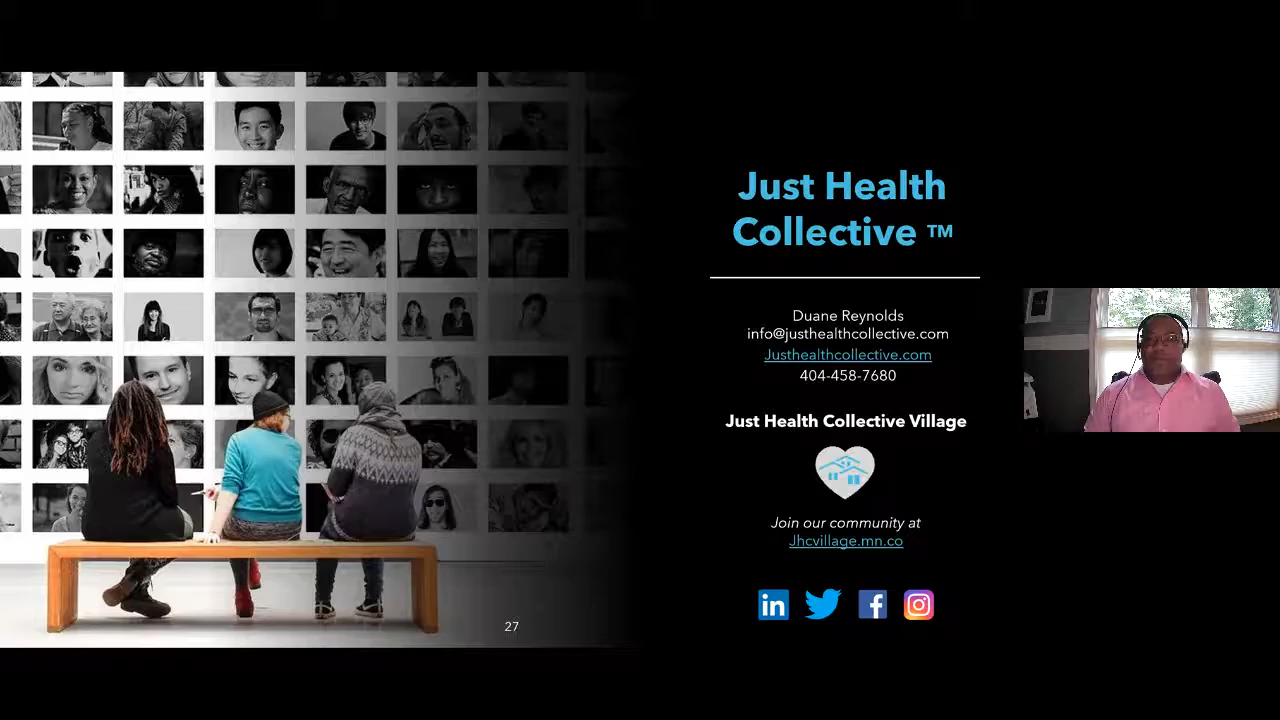 Just Health
Collective ™
Duane Reynolds
info@justhealthcollective.com
Justhealthcollective.com
404-458-7680
Just Health Collective Village
Join our community at
Jhcvillage.mn.co
in
f
27